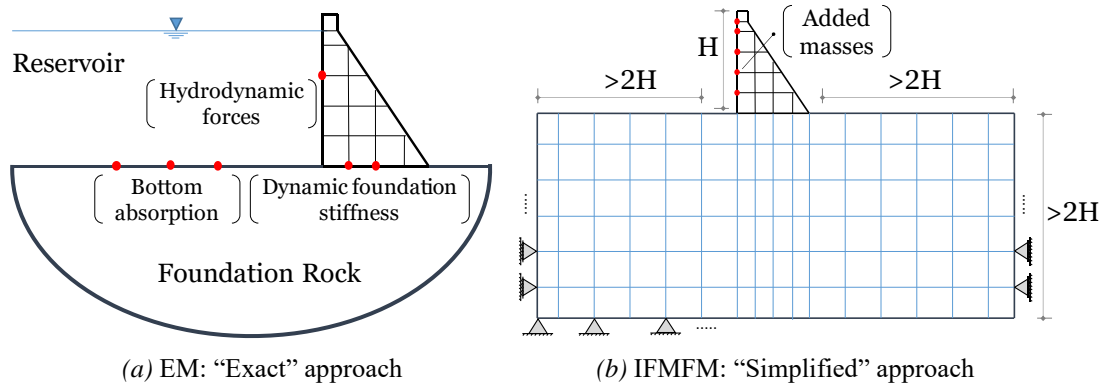 Reservoir
Hydrodynamic
forces
Bottom
absorption
Dynamic foundation
stiffness
Foundation Rock
(a) EM: “Exact” approach
H
Added
masses
>2H
>2H
>2H
(b) IFMFM: “Simplified” approach